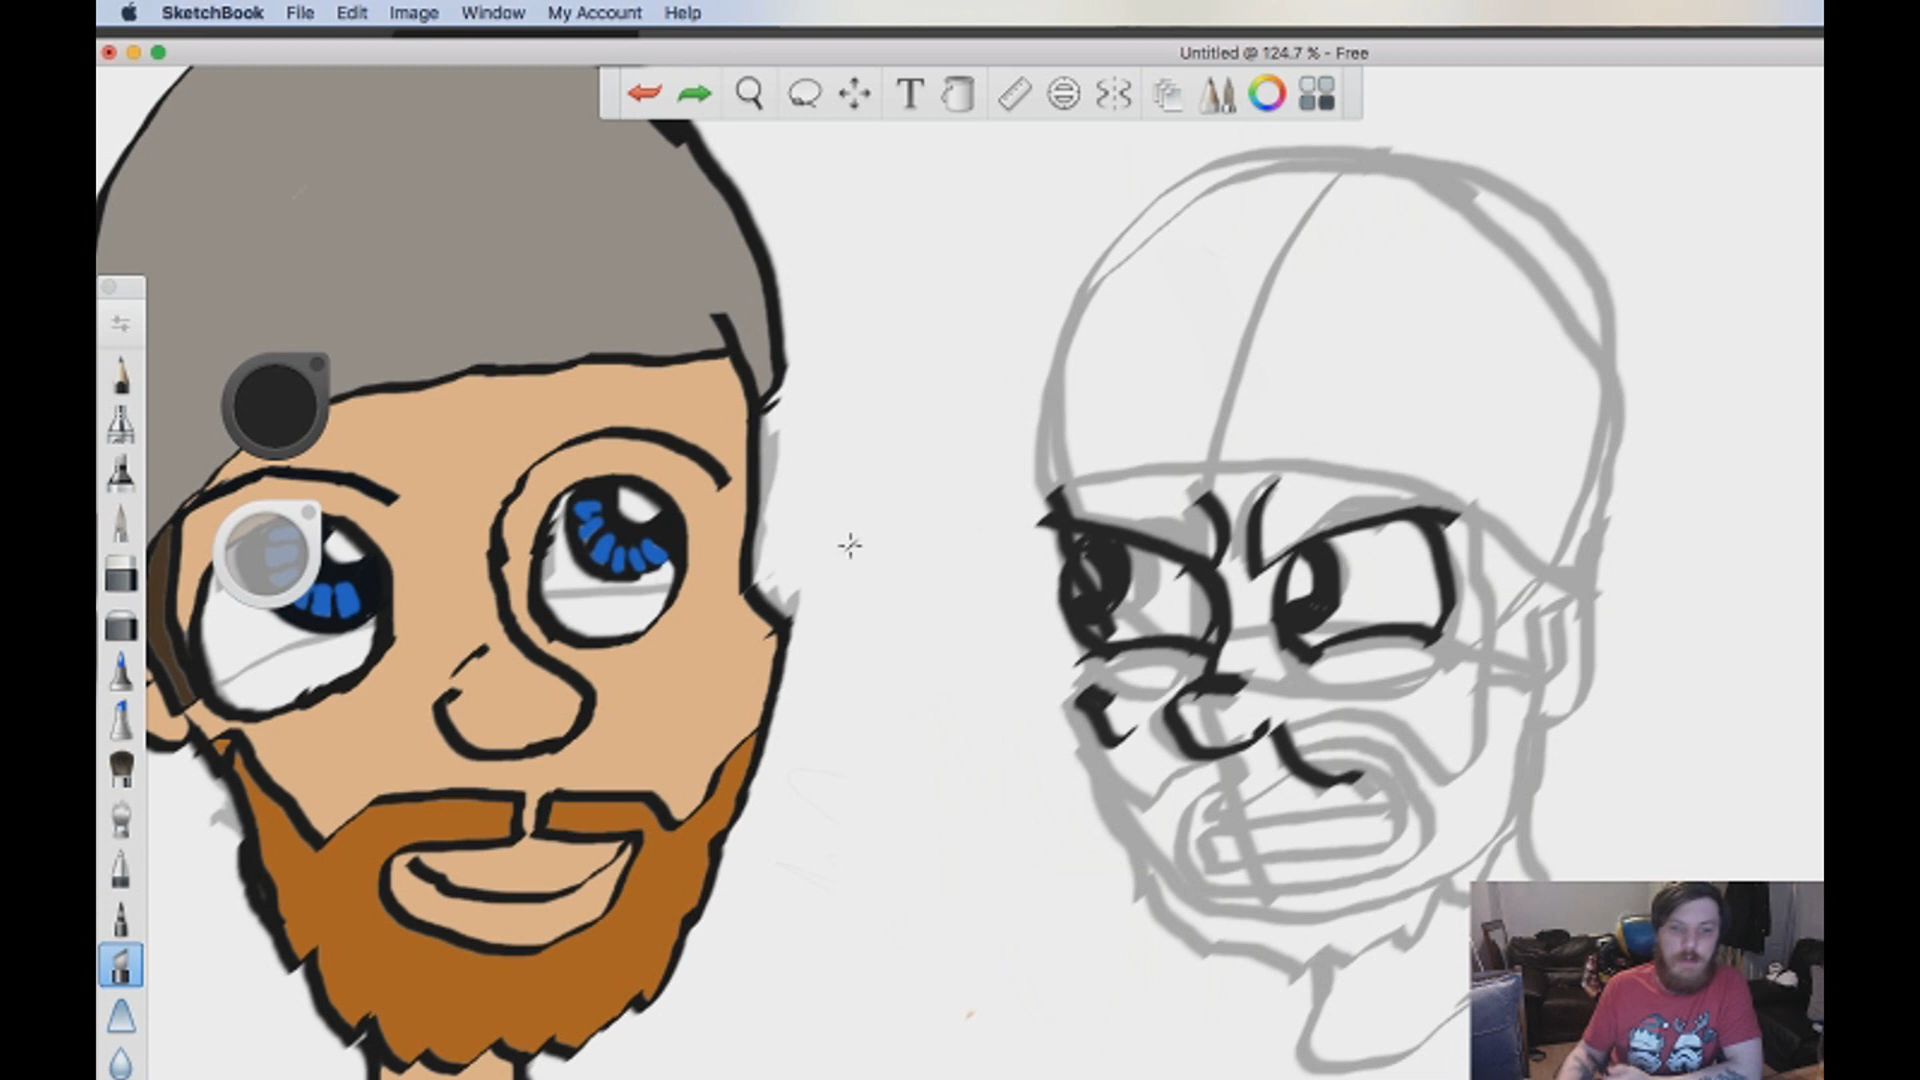 SketchBook File Edit Image Window My Account Help
Untitled @ 124.7 % - Free
T